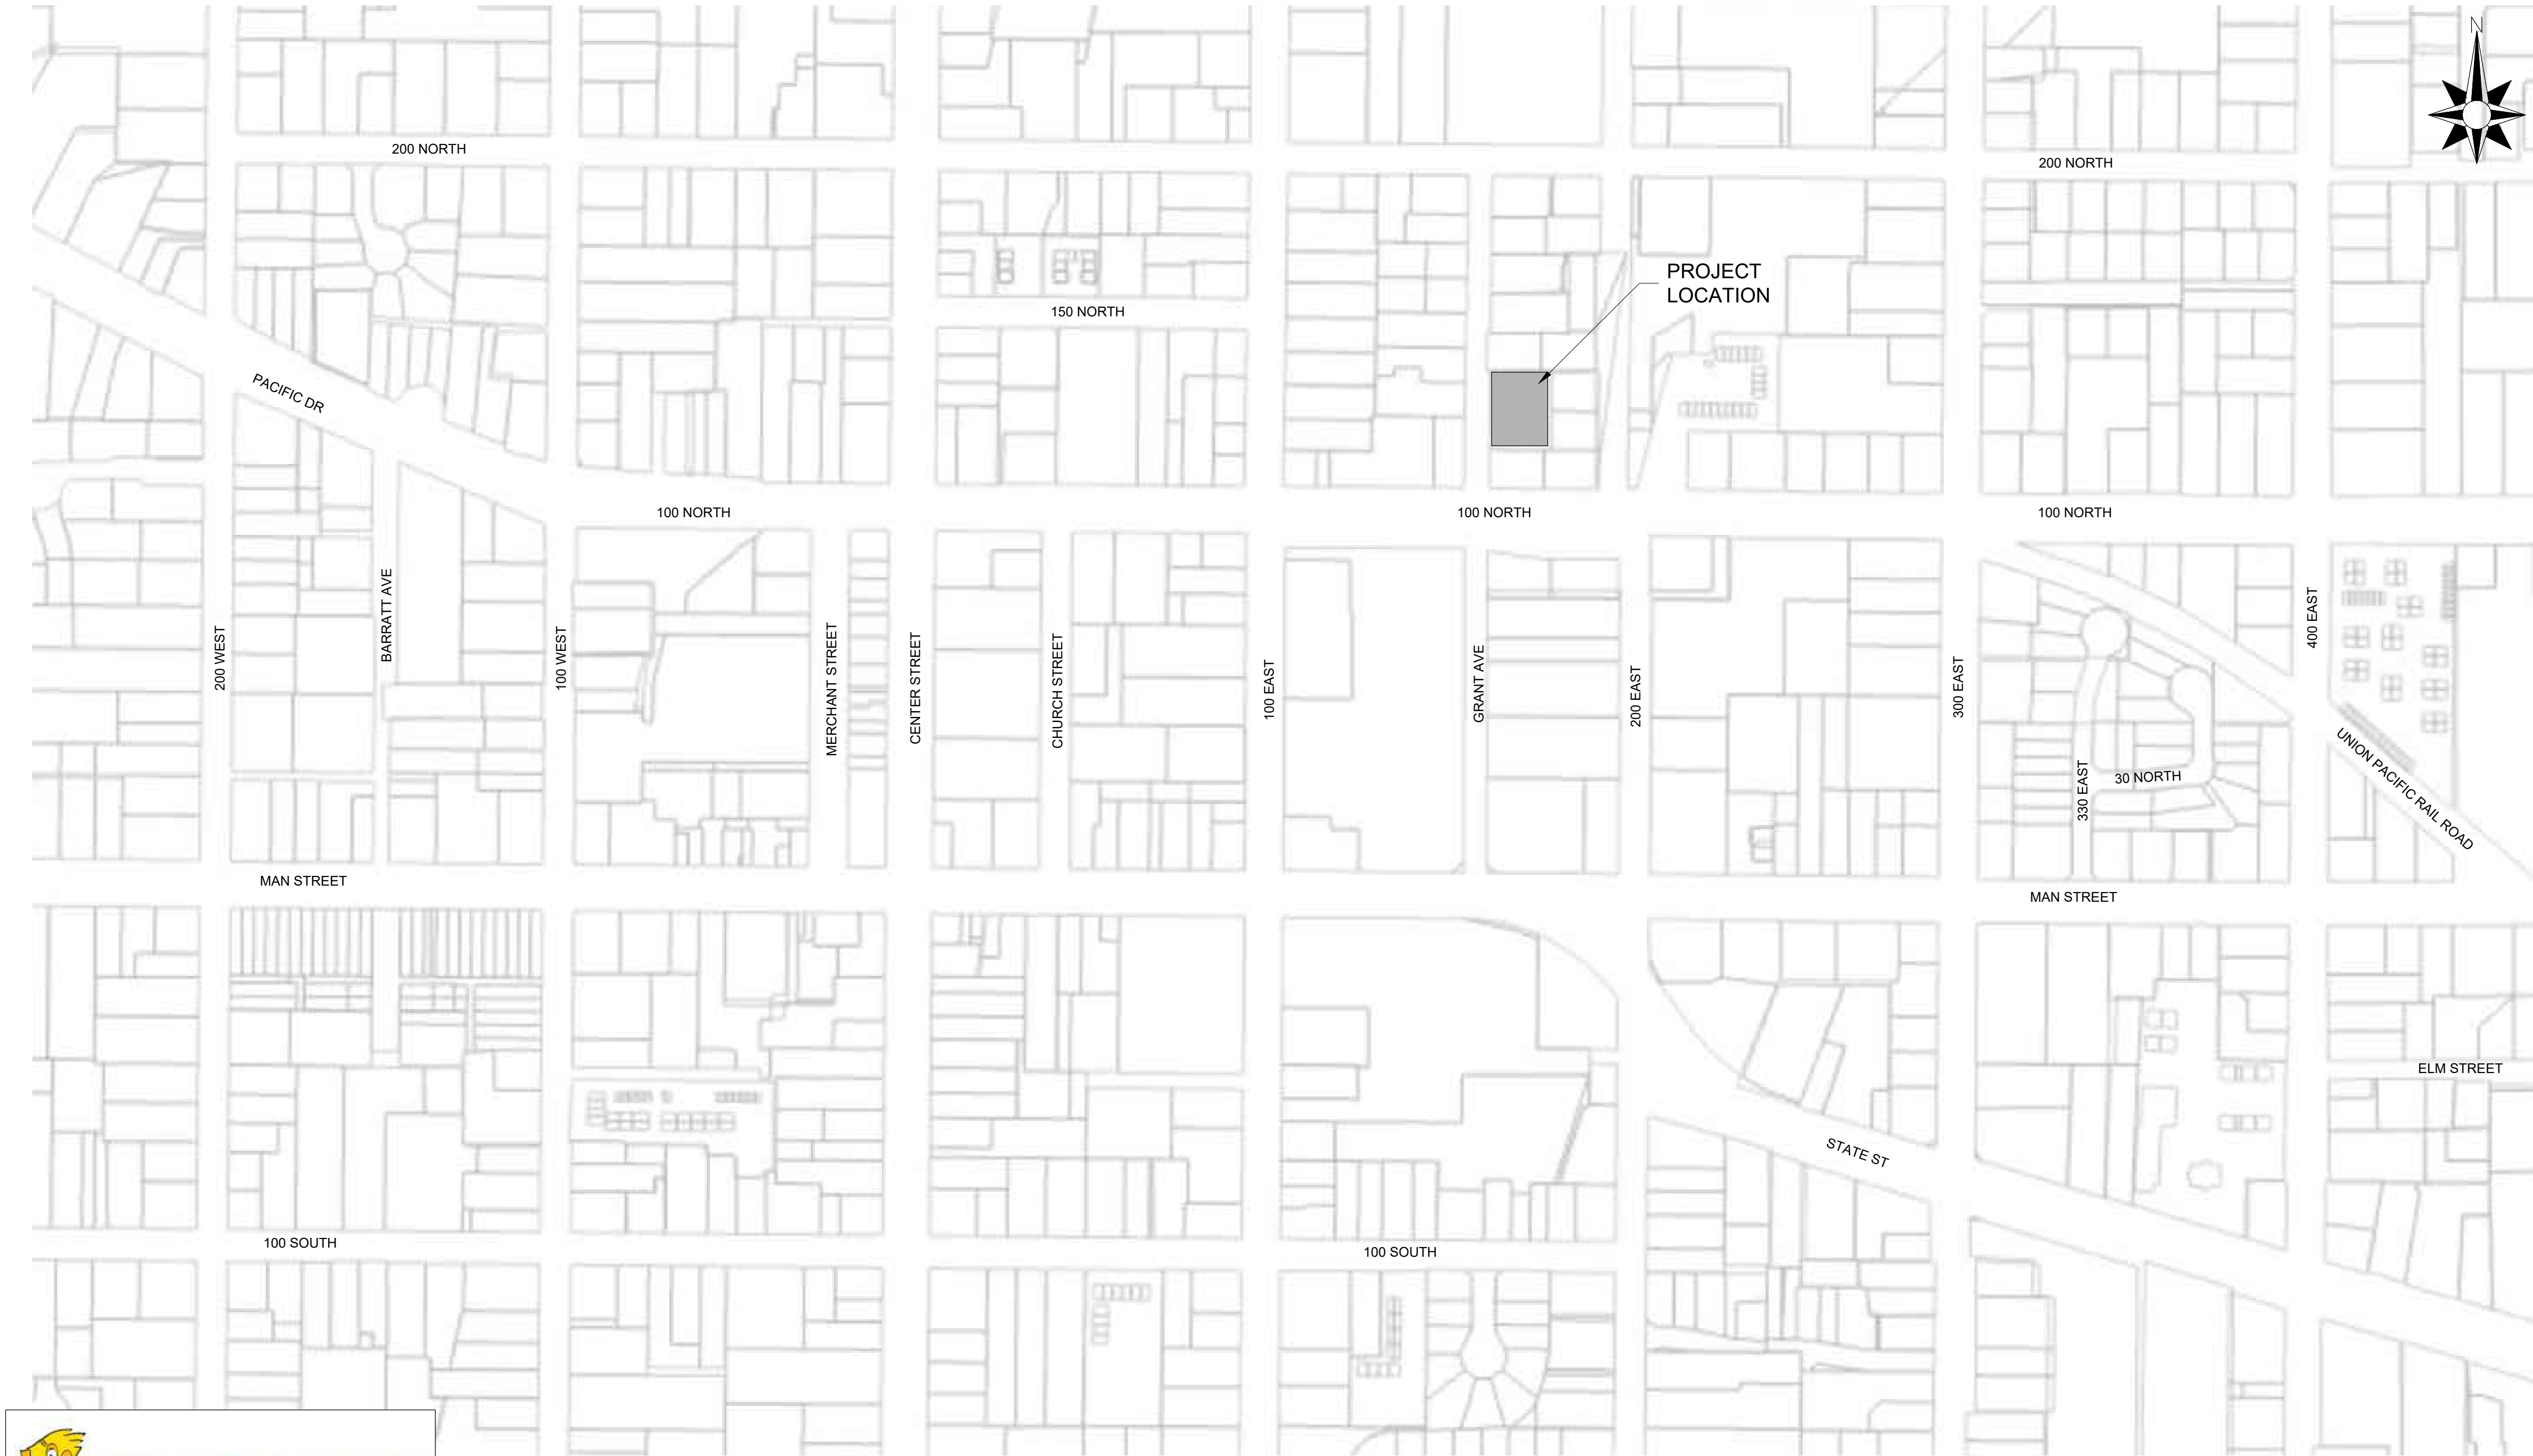 N
200 NORTH
200 NORTH
PROJECT
LOCATION
150 NORTH
PACIFIC DR
100 NORTH
100 NORTH
100 NORTH
200 WEST
BARRATT AVE
100 WEST
MERCHANT STREET
CENTER STREET
CHURCH STREET
100 EAST
GRANT AVE
200 EAST
300 EAST
400 EAST
330 EAST
30 NORTH
UNION PACIFIC RAIL ROAD
MAN STREET
MAN STREET
ELM STREET
STATE ST
100 SOUTH
100 SOUTH